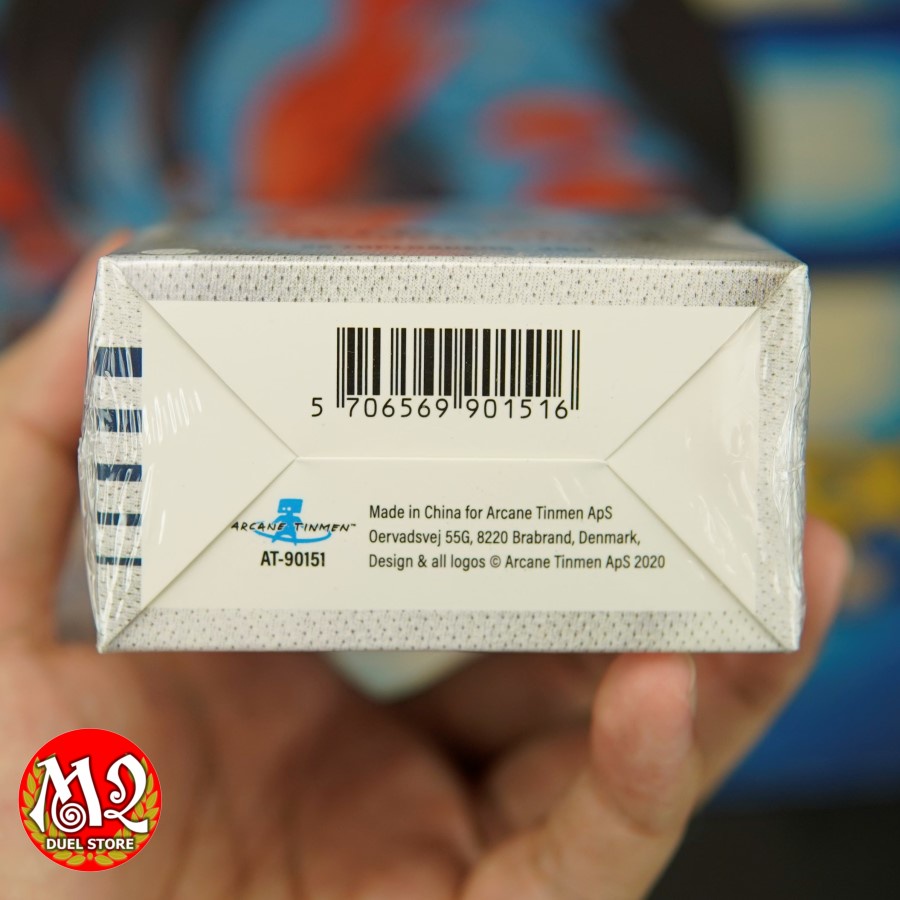 5 706569 901516
ARCANE TINMEN™
AT-90151
Made in China for Arcane Tinmen ApS
Oervadsvej 55G, 8220 Brabrand, Denmark,
Design & all logos © Arcane Tinmen ApS 2020
M2
DUEL STORE